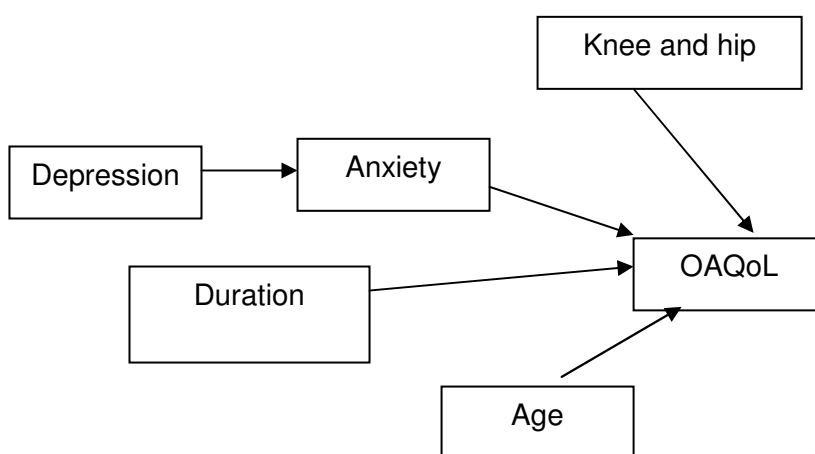 Knee and hip
Depression
Anxiety
OAQoL
Duration
Age